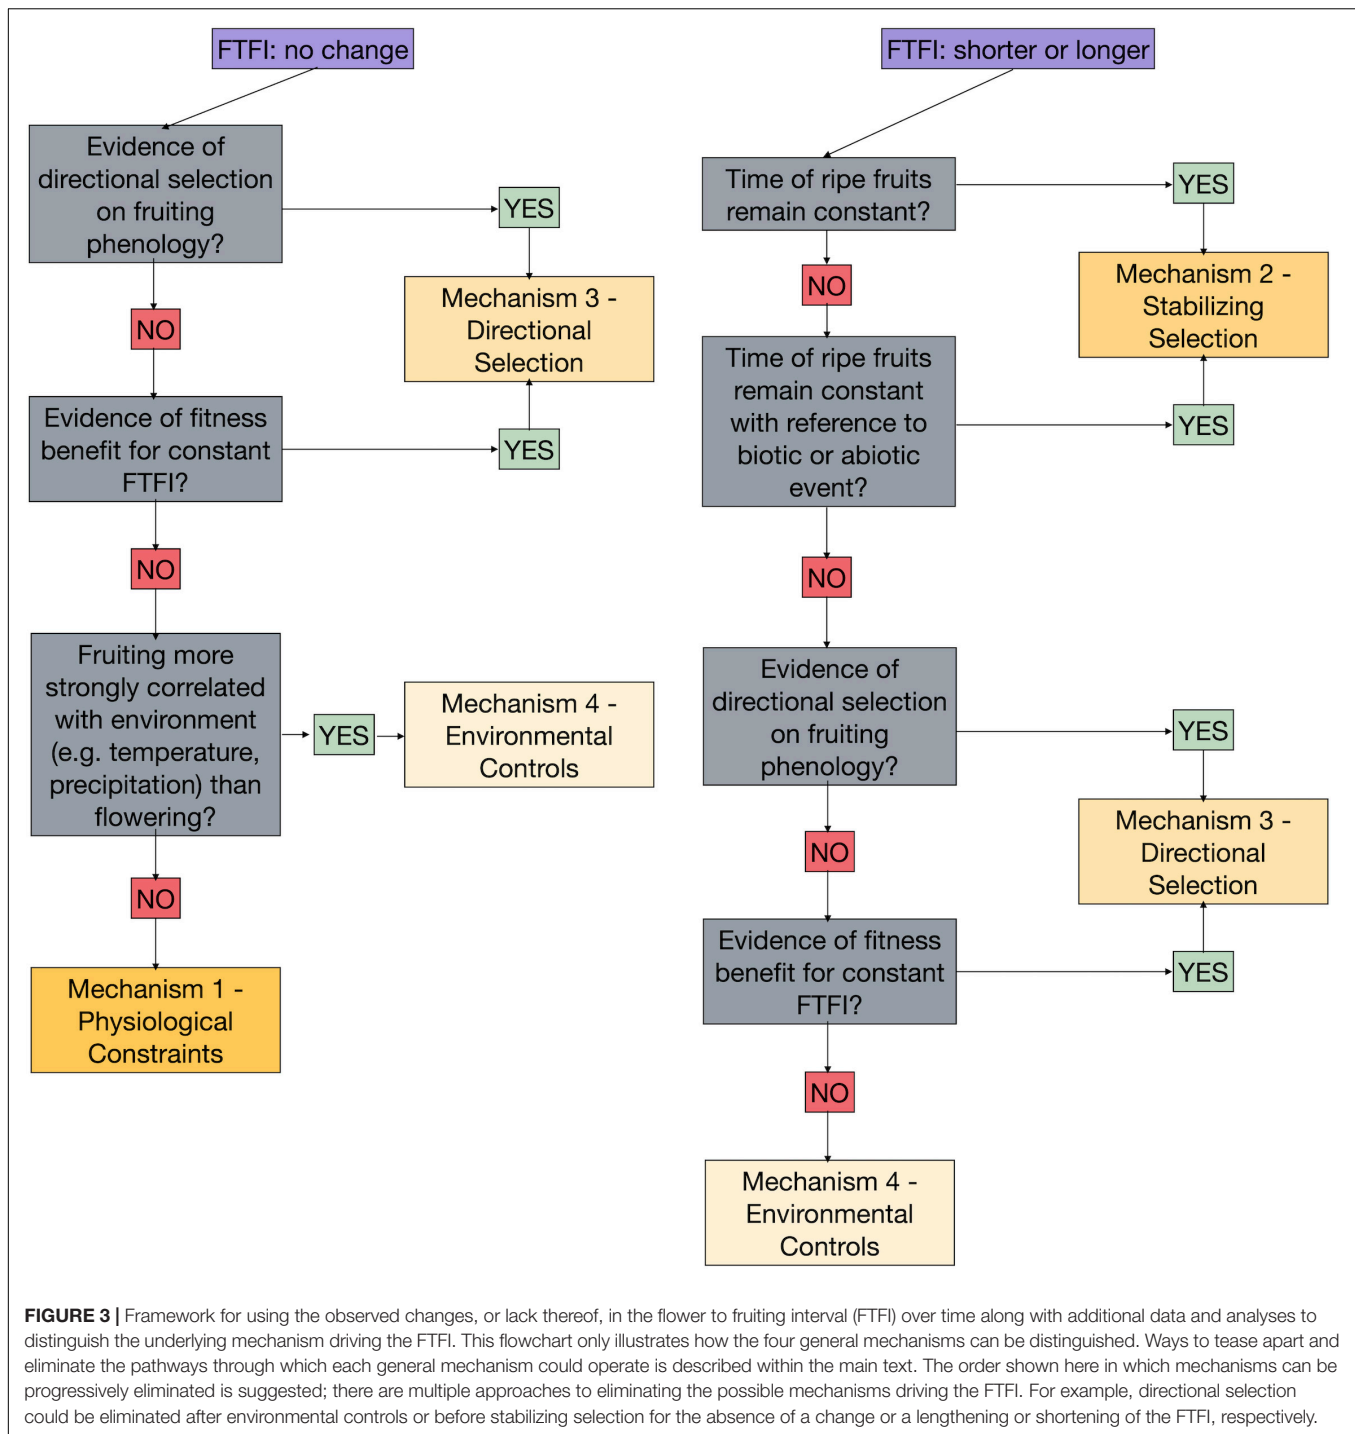 FTFI: no change
Evidence of
directional selection
on fruiting
phenology?
YES
NO
Mechanism 3 -
Directional
Selection
Evidence of fitness
benefit for constant
FTFI?
YES
NO
Fruiting more
strongly correlated
with environment
(e.g. temperature,
precipitation) than
flowering?
YES
Mechanism 4 -
Environmental
Controls
NO
Mechanism 1 -
Physiological
Constraints
FTFI: shorter or longer
Time of ripe fruits
remain constant?
YES
NO
Mechanism 2 -
Stabilizing
Selection
Time of ripe fruits
remain constant
with reference to
biotic or abiotic
event?
YES
NO
Evidence of
directional selection
on fruiting
phenology?
YES
NO
Mechanism 3 -
Directional
Selection
Evidence of fitness
benefit for constant
FTFI?
YES
NO
Mechanism 4 -
Environmental
Controls
FIGURE 3 | Framework for using the observed changes, or lack thereof, in the flower to fruiting interval (FTFI) over time along with additional data and analyses to
distinguish the underlying mechanism driving the FTFI. This flowchart only illustrates how the four general mechanisms can be distinguished. Ways to tease apart and
eliminate the pathways through which each general mechanism could operate is described within the main text. The order shown here in which mechanisms can be
progressively eliminated is suggested; there are multiple approaches to eliminating the possible mechanisms driving the FTFI. For example, directional selection
could be eliminated after environmental controls or before stabilizing selection for the absence of a change or a lengthening or shortening of the FTFI, respectively.